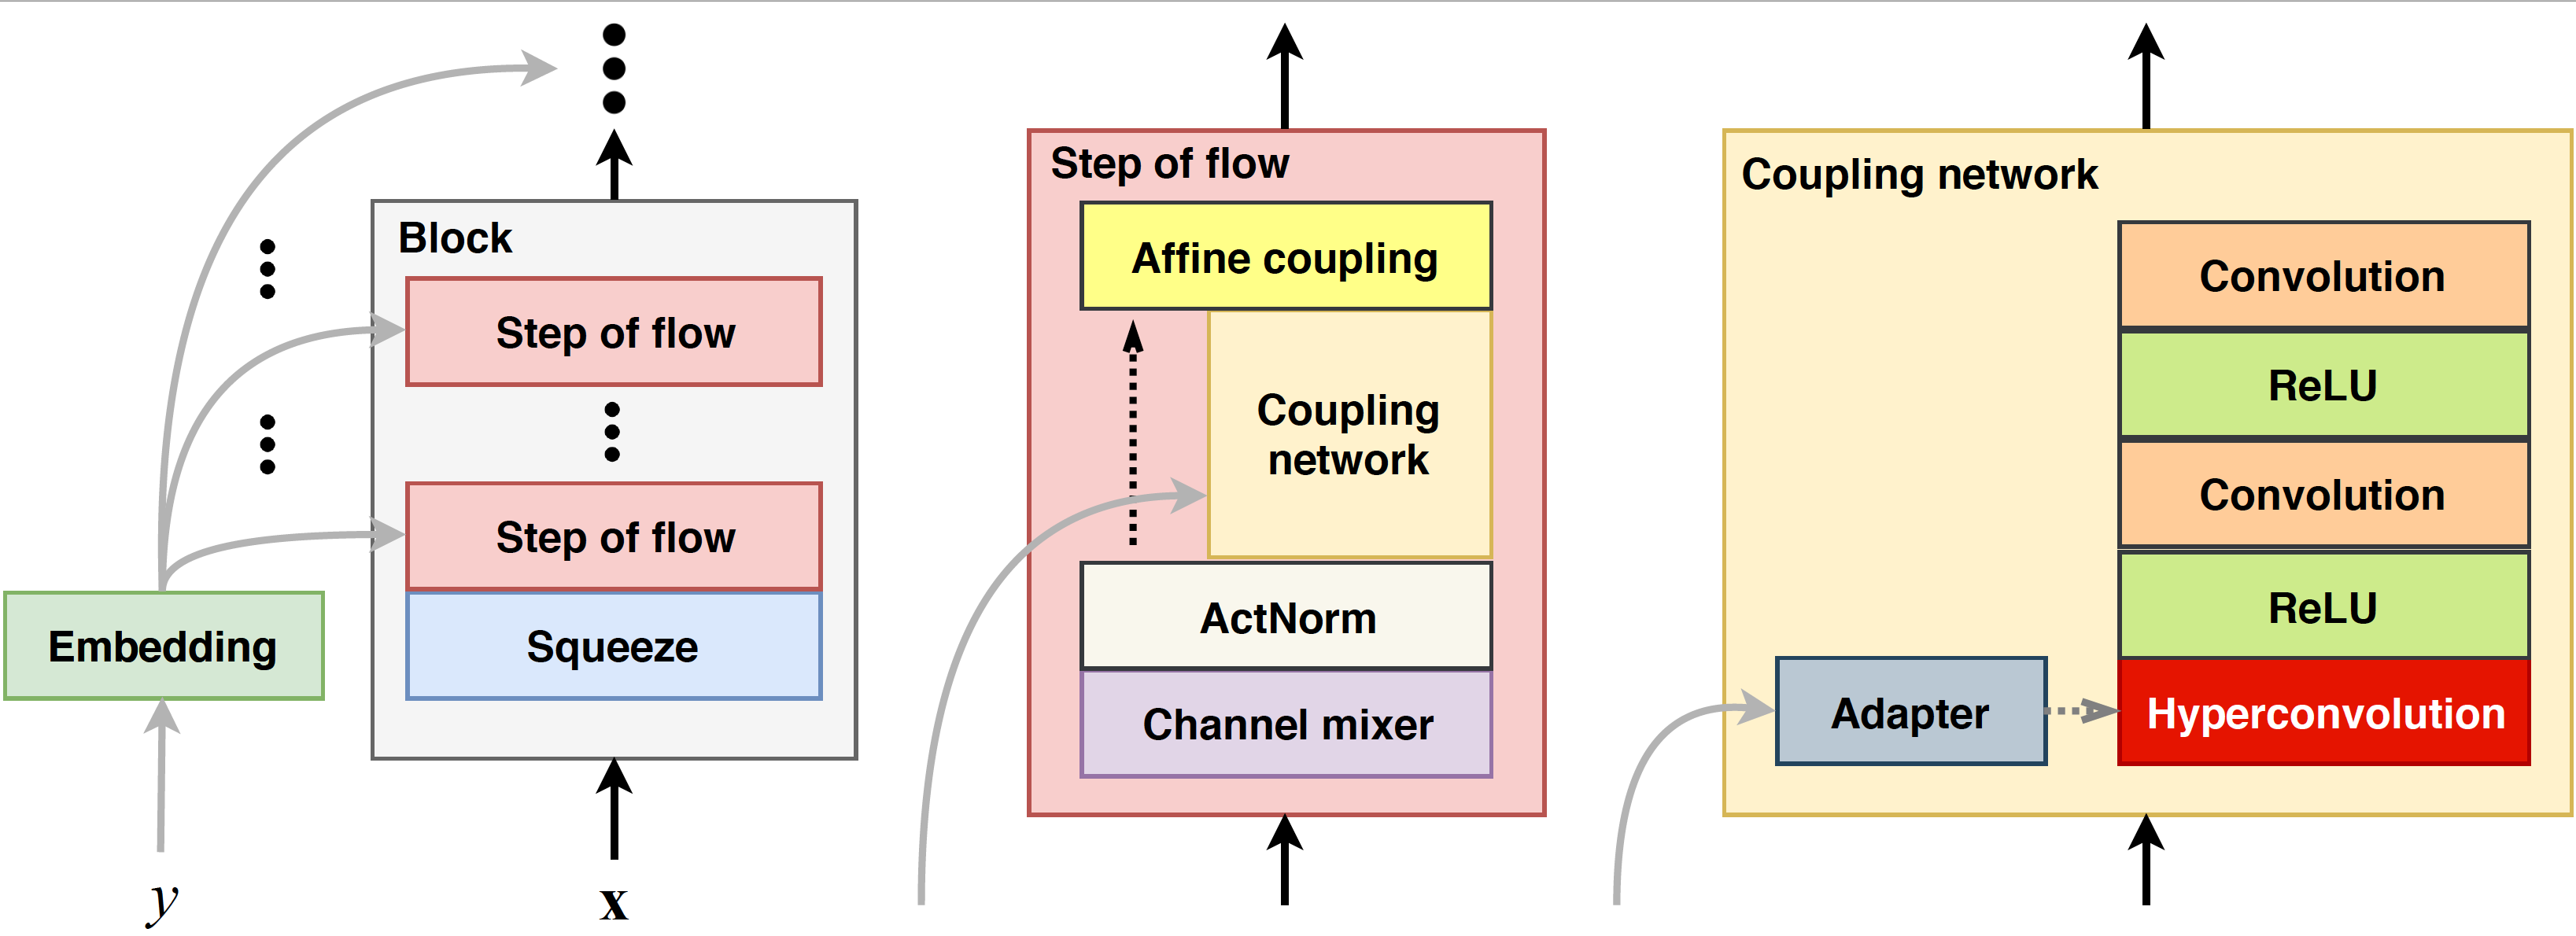 Block
Step of flow
Step of flow
Squeeze
Embedding
y
x
Step of flow
Affine coupling
Coupling
network
ActNorm
Channel mixer
Coupling network
Convolution
ReLU
Convolution
ReLU
Adapter
Hyperconvolution